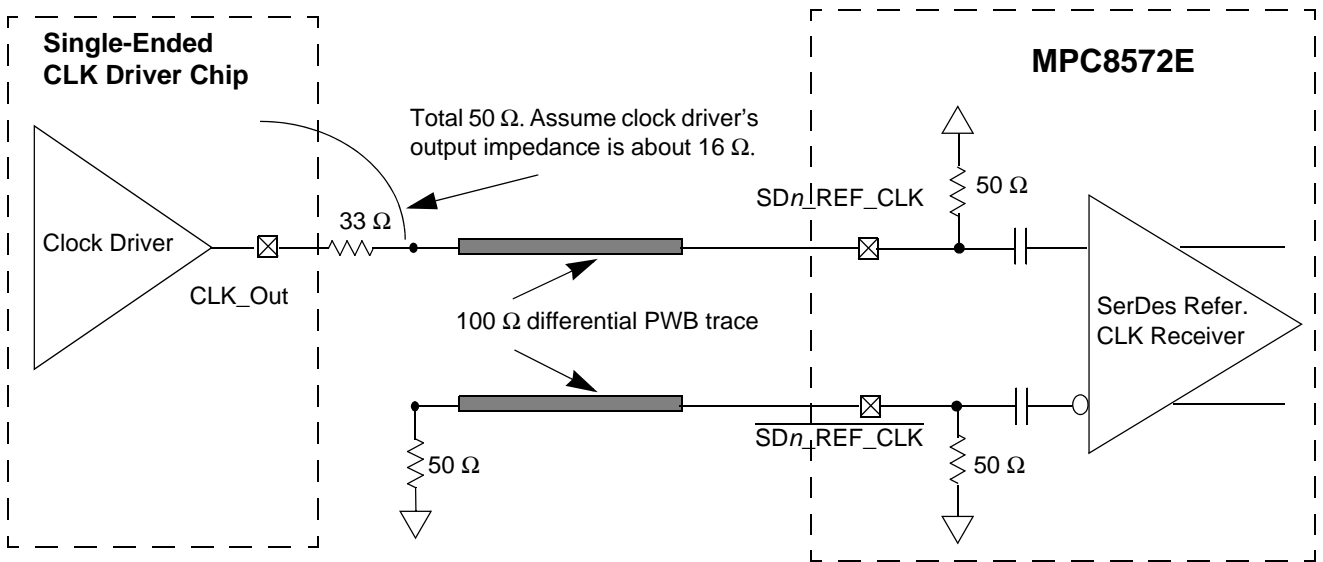 Single-Ended
CLK Driver Chip
MPC8572E
Total 50 Ω. Assume clock driver's
output impedance is about 16 Ω.
SDn_REF_CLK
50 Ω
33 Ω
Clock Driver
CLK_Out
100 Ω differential PWB trace
SerDes Refer.
CLK Receiver
SDn_REF_CLK
50 Ω
50 Ω